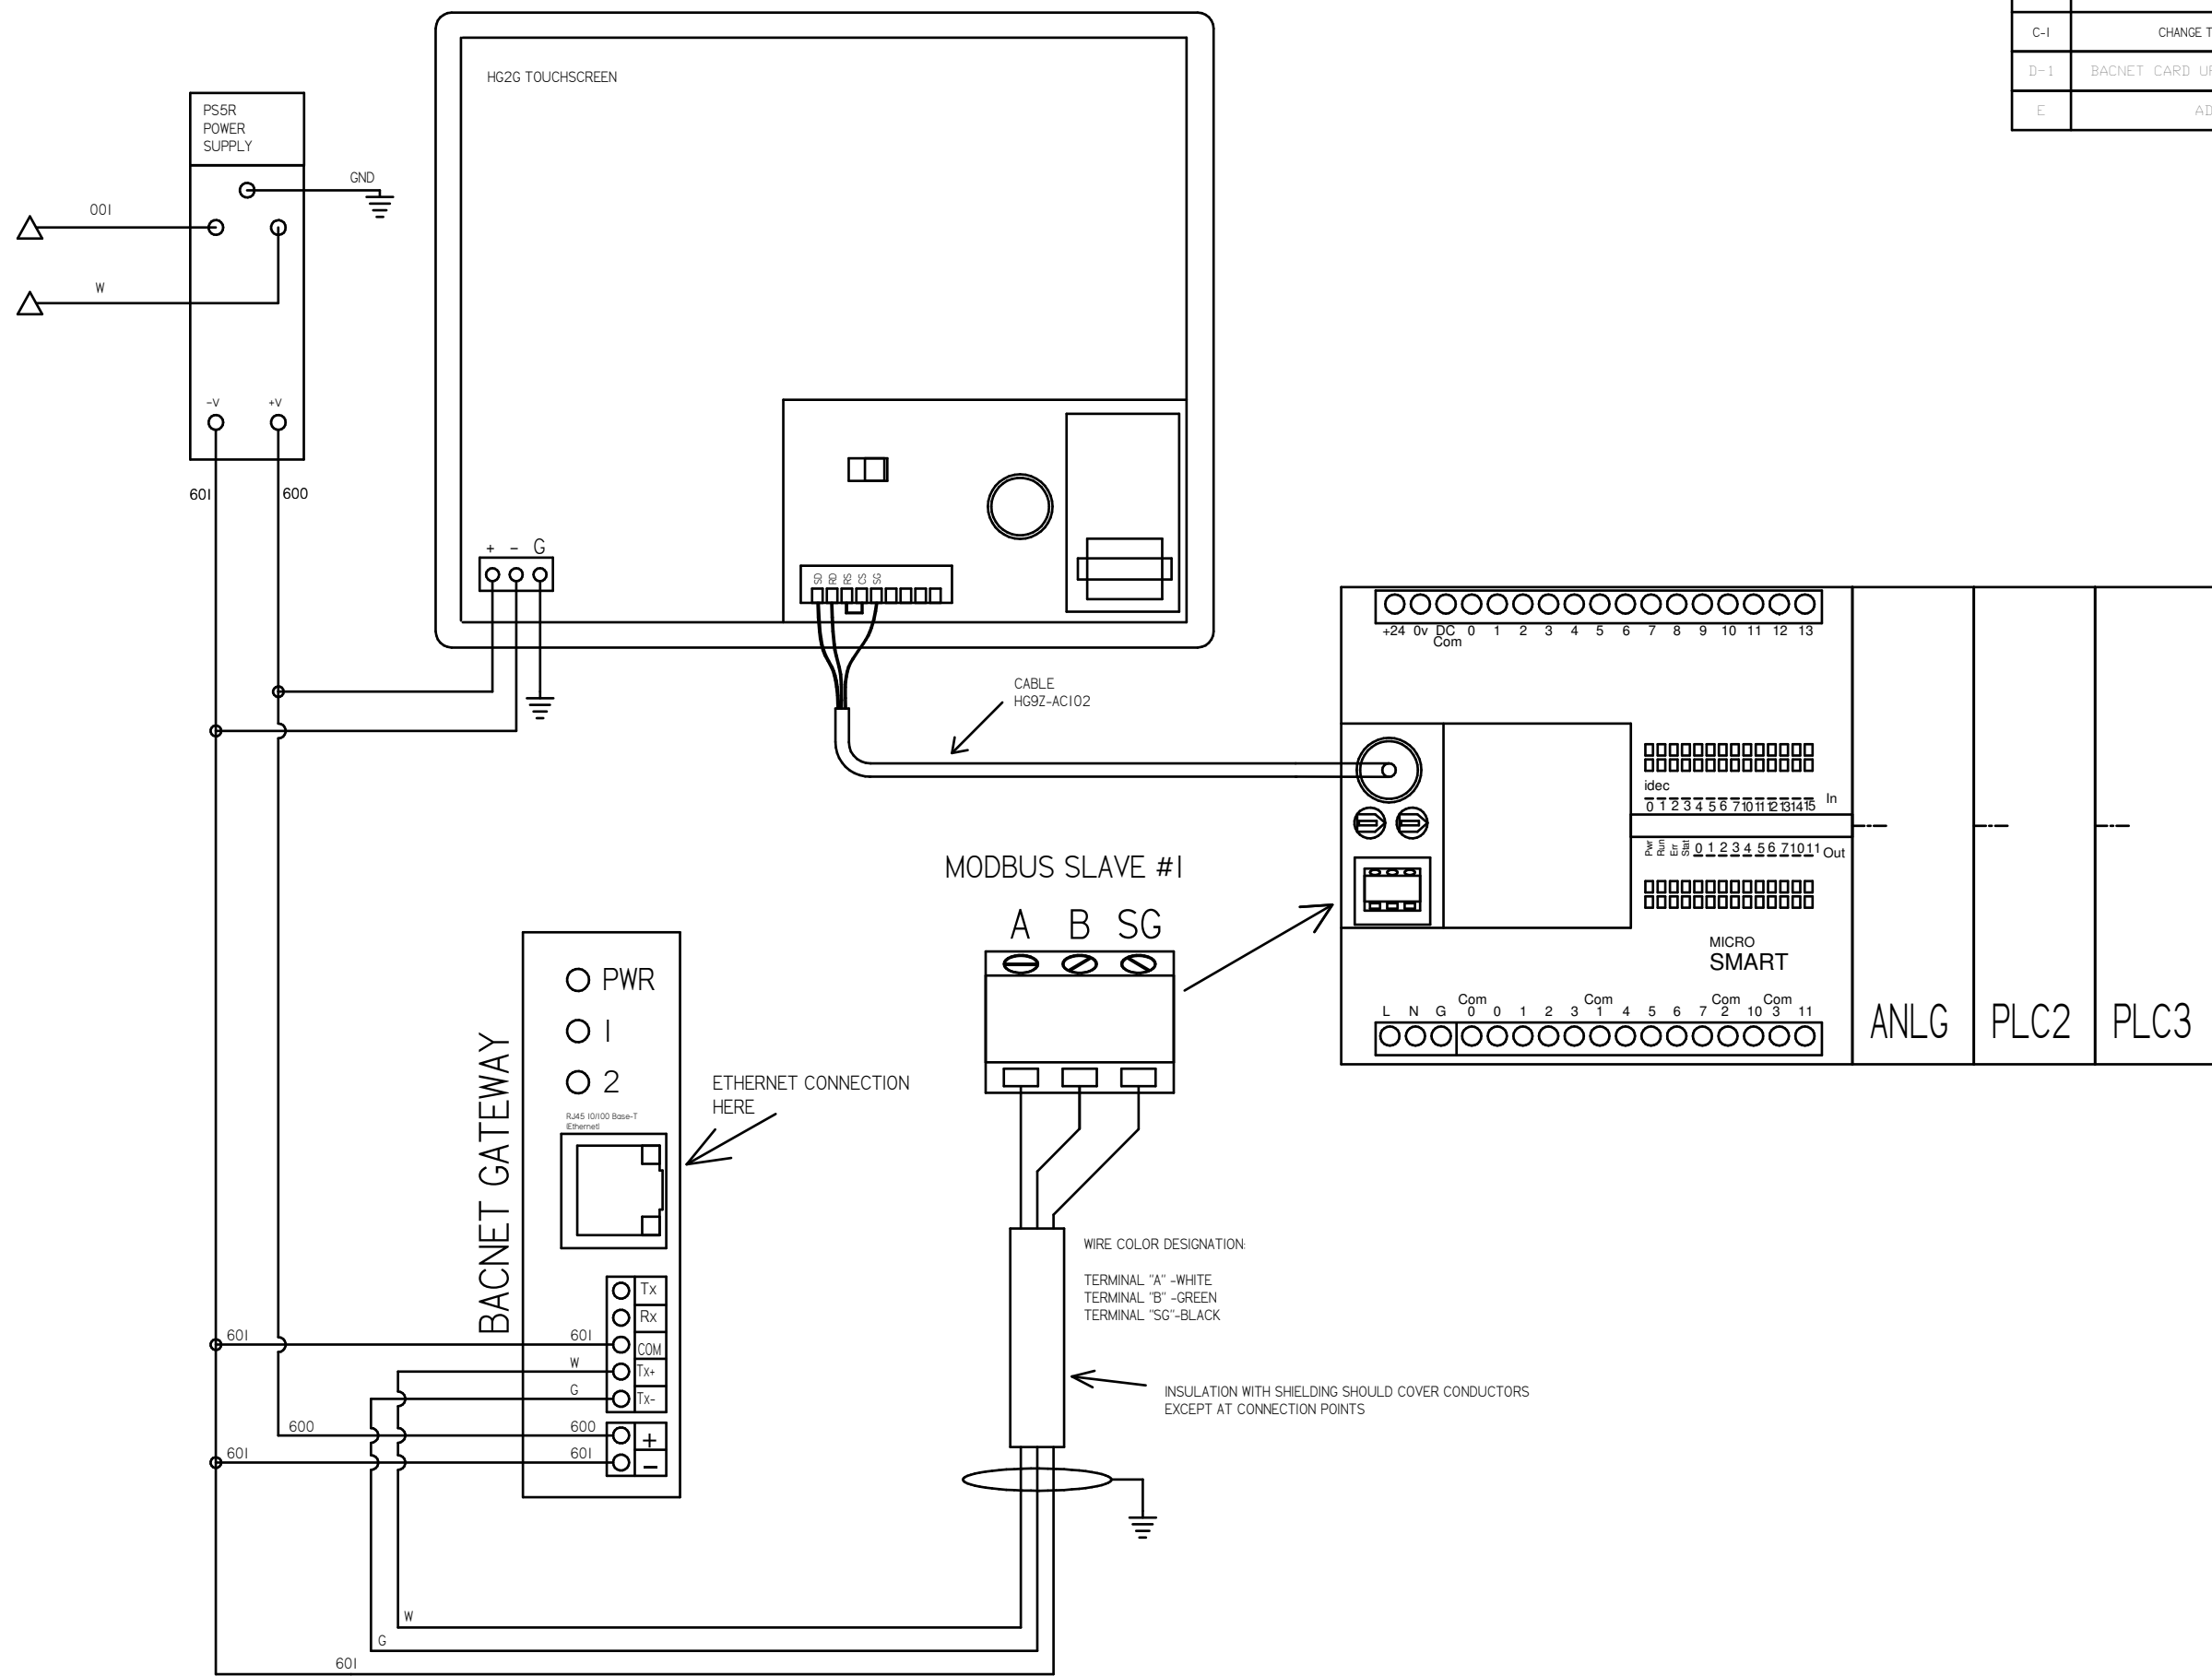 C-1
CHANGE T
D-1
BACNET CARD UP
E
AD
HG2G TOUCHSCREEN
PS5R
POWER
SUPPLY
GND
001
W
-V
+V
601
600
+ - G
SD RD RS CS SG
CABLE
HG9Z-AC102
+24 0v DC Com 0 1 2 3 4 5 6 7 8 9 10 11 12 13
idec
0 1 2 3 4 5 6 7 10 11 12 13 14 15 In
Pwr Run Err Stat 0 1 2 3 4 5 6 7 10 11 Out
MICRO
SMART
L N G Com 0 0 1 2 3 Com 1 4 5 6 7 Com 2 10 Com 3 11
ANLG
PLC2
PLC3
MODBUS SLAVE #1
A B SG
BACNET GATEWAY
PWR
1
2
RJ45 10/100 Base-T
(Ethernet)
ETHERNET CONNECTION
HERE
Tx
Rx
601
601
COM
W
Tx+
G
Tx-
600
600
+
601
601
-
WIRE COLOR DESIGNATION:
TERMINAL "A" -WHITE
TERMINAL "B" -GREEN
TERMINAL "SG"-BLACK
INSULATION WITH SHIELDING SHOULD COVER CONDUCTORS
EXCEPT AT CONNECTION POINTS
W
G
601